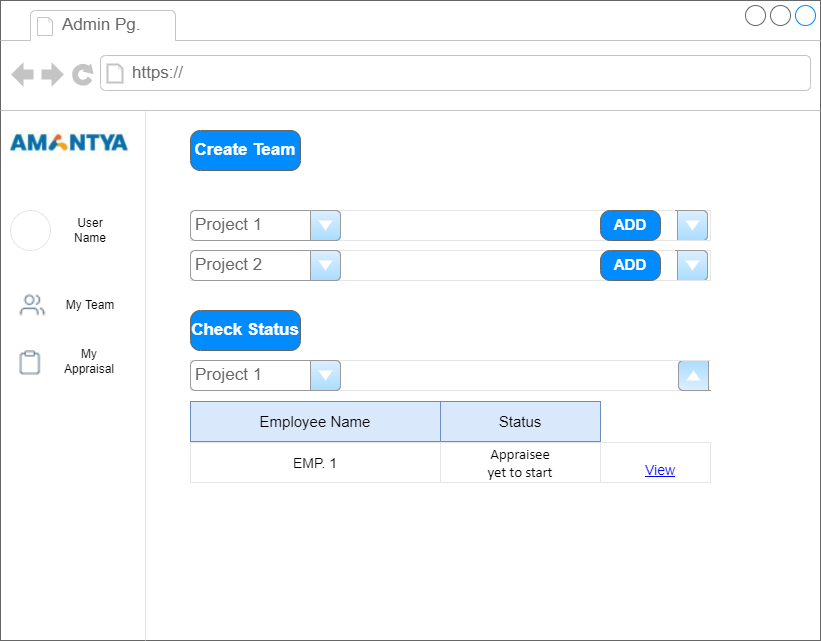 Admin Pg.
https://
AMANTYA
Create Team
User
Name
Project 1
ADD
Project 2
ADD
My Team
Check Status
My
Appraisal
Project 1
Employee Name
Status
EMP. 1
Appraisee
yet to start
View